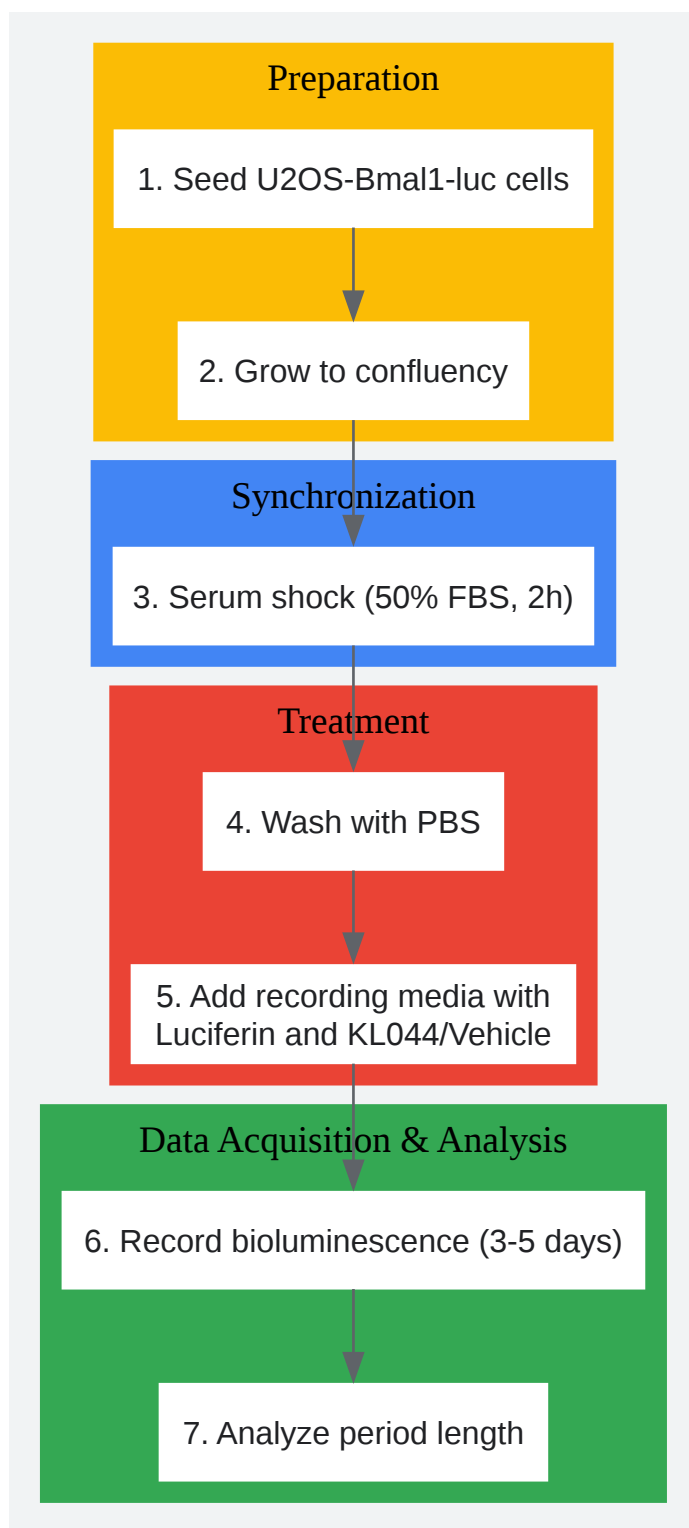 Preparation
1. Seed U2OS-Bmal1-luc cells
2. Grow to confluency
Synchronization
3. Serum shock (50% FBS, 2h)
Treatment
4. Wash with PBS
5. Add recording media with
Luciferin and KL044/Vehicle
Data Acquisition & Analysis
6. Record bioluminescence (3-5 days)
7. Analyze period length